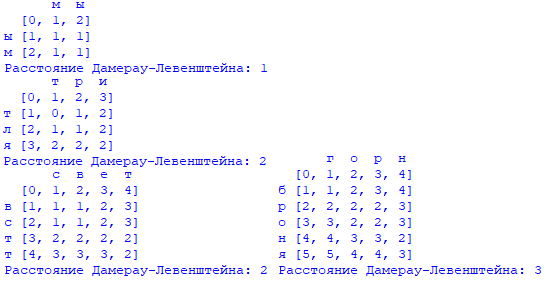 м ы
[0, 1, 2]
ы [1, 1, 1]
м [2, 1, 1]
Расстояние Дамерау-Левенштейна: 1
т р и
[0, 1, 2, 3]
т [1, 0, 1, 2]
л [2, 1, 1, 2]
я [3, 2, 2, 2]
Расстояние Дамерау-Левенштейна: 2
с в е т
[0, 1, 2, 3, 4]
в [1, 1, 1, 2, 3]
с [2, 1, 1, 2, 3]
т [3, 2, 2, 2, 2]
т [4, 3, 3, 3, 2]
Расстояние Дамерау-Левенштейна: 2
г о р н
[0, 1, 2, 3, 4]
б [1, 1, 2, 3, 4]
р [2, 2, 2, 2, 3]
о [3, 3, 2, 2, 3]
н [4, 4, 3, 3, 2]
я [5, 5, 4, 4, 3]
Расстояние Дамерау-Левенштейна: 3